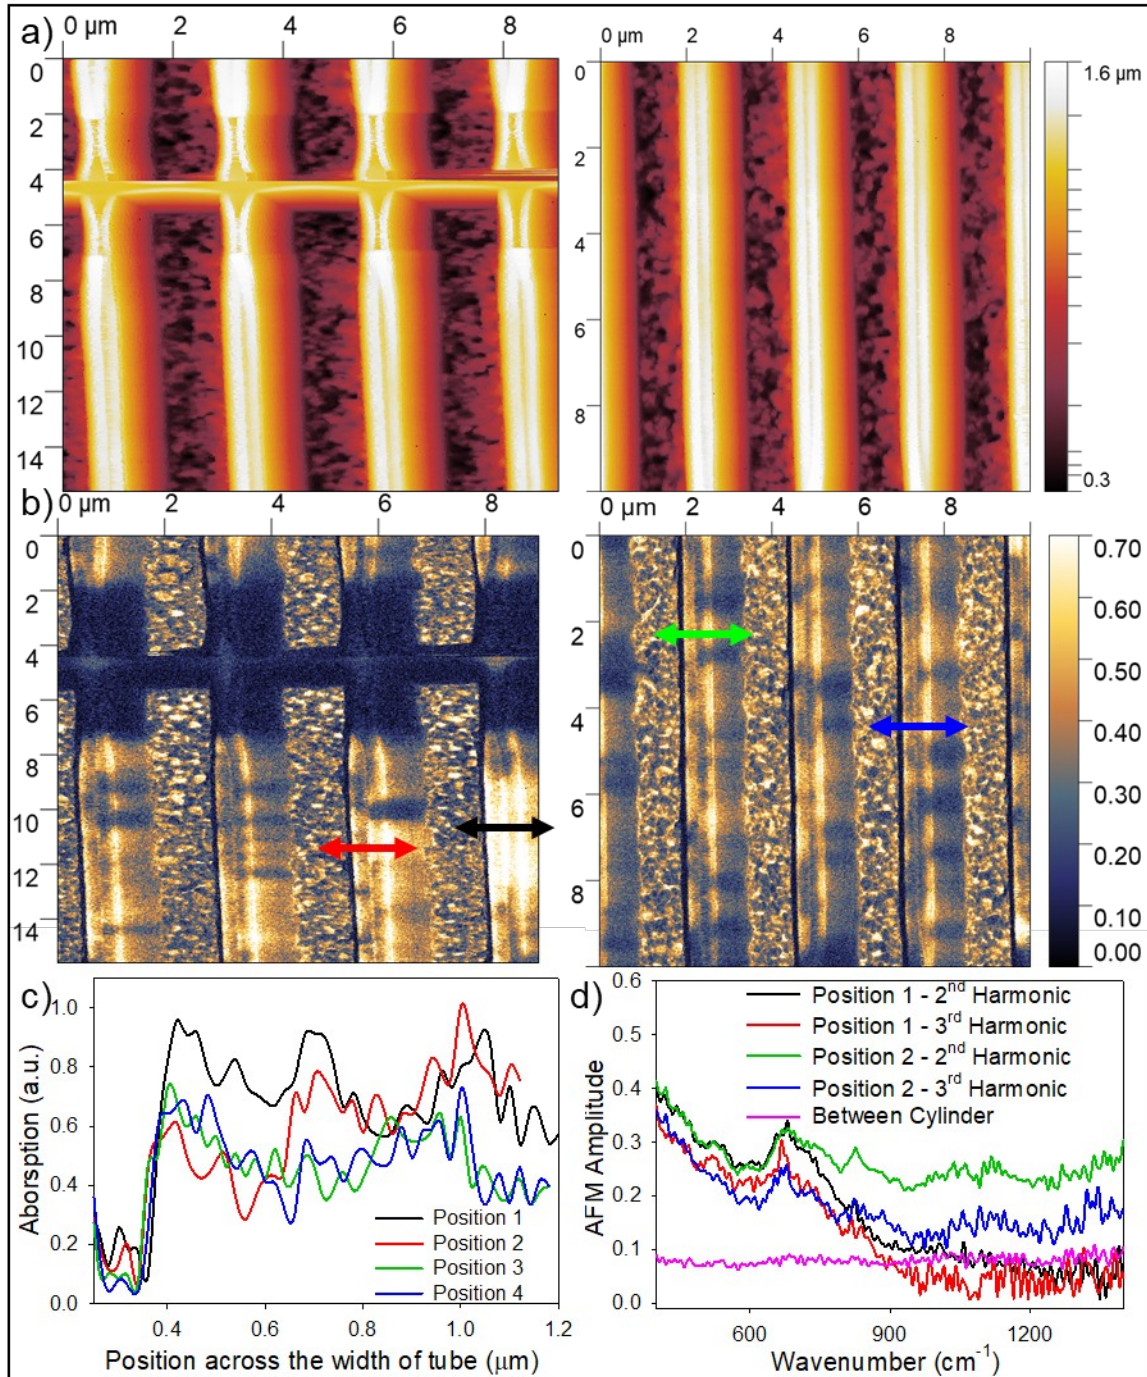 a)
0 µm 2 4 6 8
0
2
4
6
8
10
12
14
0 µm 2 4 6 8
0
2
4
6
8
1.6 µm
0.3
b)
0 µm 2 4 6 8
0
2
4
6
8
10
12
14
0 µm 2 4 6 8
0
2
4
6
8
0.70
0.60
0.50
0.40
0.30
0.20
0.10
0.00
c)
Aborsption (a.u.)
1.0
0.8
0.6
0.4
0.2
0.0
Position 1
Position 2
Position 3
Position 4
0.4 0.6 0.8 1.0 1.2
Position across the width of tube (µm)
d)
AFM Amplitude
0.6
0.5
0.4
0.3
0.2
0.1
0.0
Position 1 - 2nd Harmonic
Position 1 - 3rd Harmonic
Position 2 - 2nd Harmonic
Position 2 - 3rd Harmonic
Between Cylinder
600 900 1200
Wavenumber (cm-1)